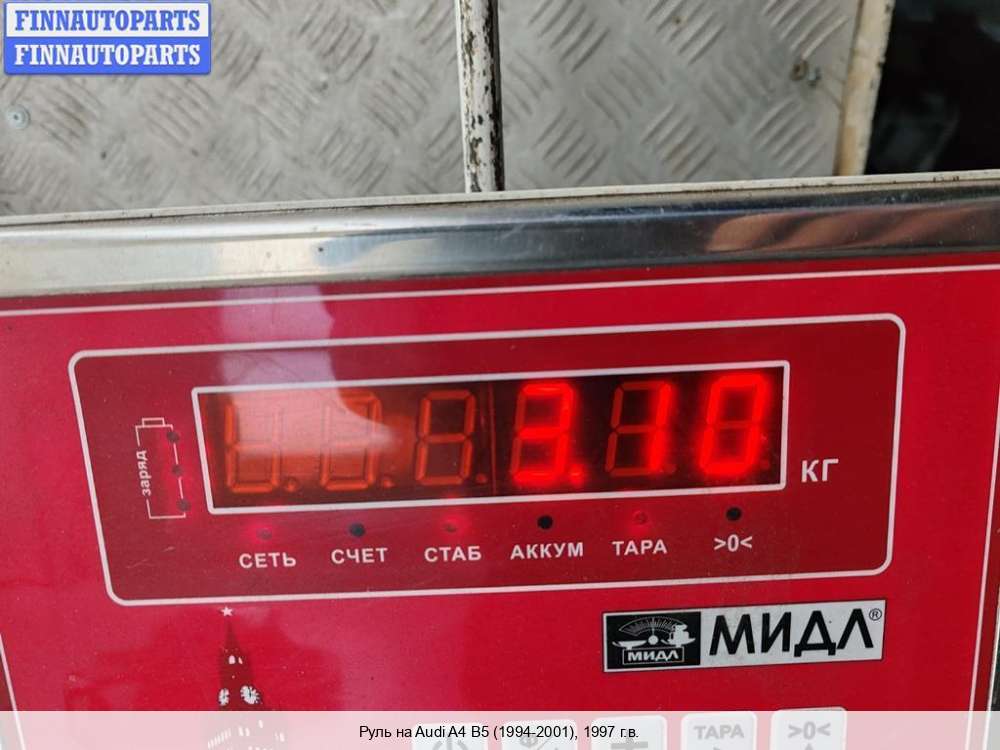 FINNAUTOPARTS
FINNAUTOPARTS
заряд
3.10
КГ
СЕТЬ СЧЕТ СТАБ АККУМ ТАРА >0<
МИДЛ МИДЛ®
ТАРА >0<
Руль на Audi A4 B5 (1994-2001), 1997 г.в.